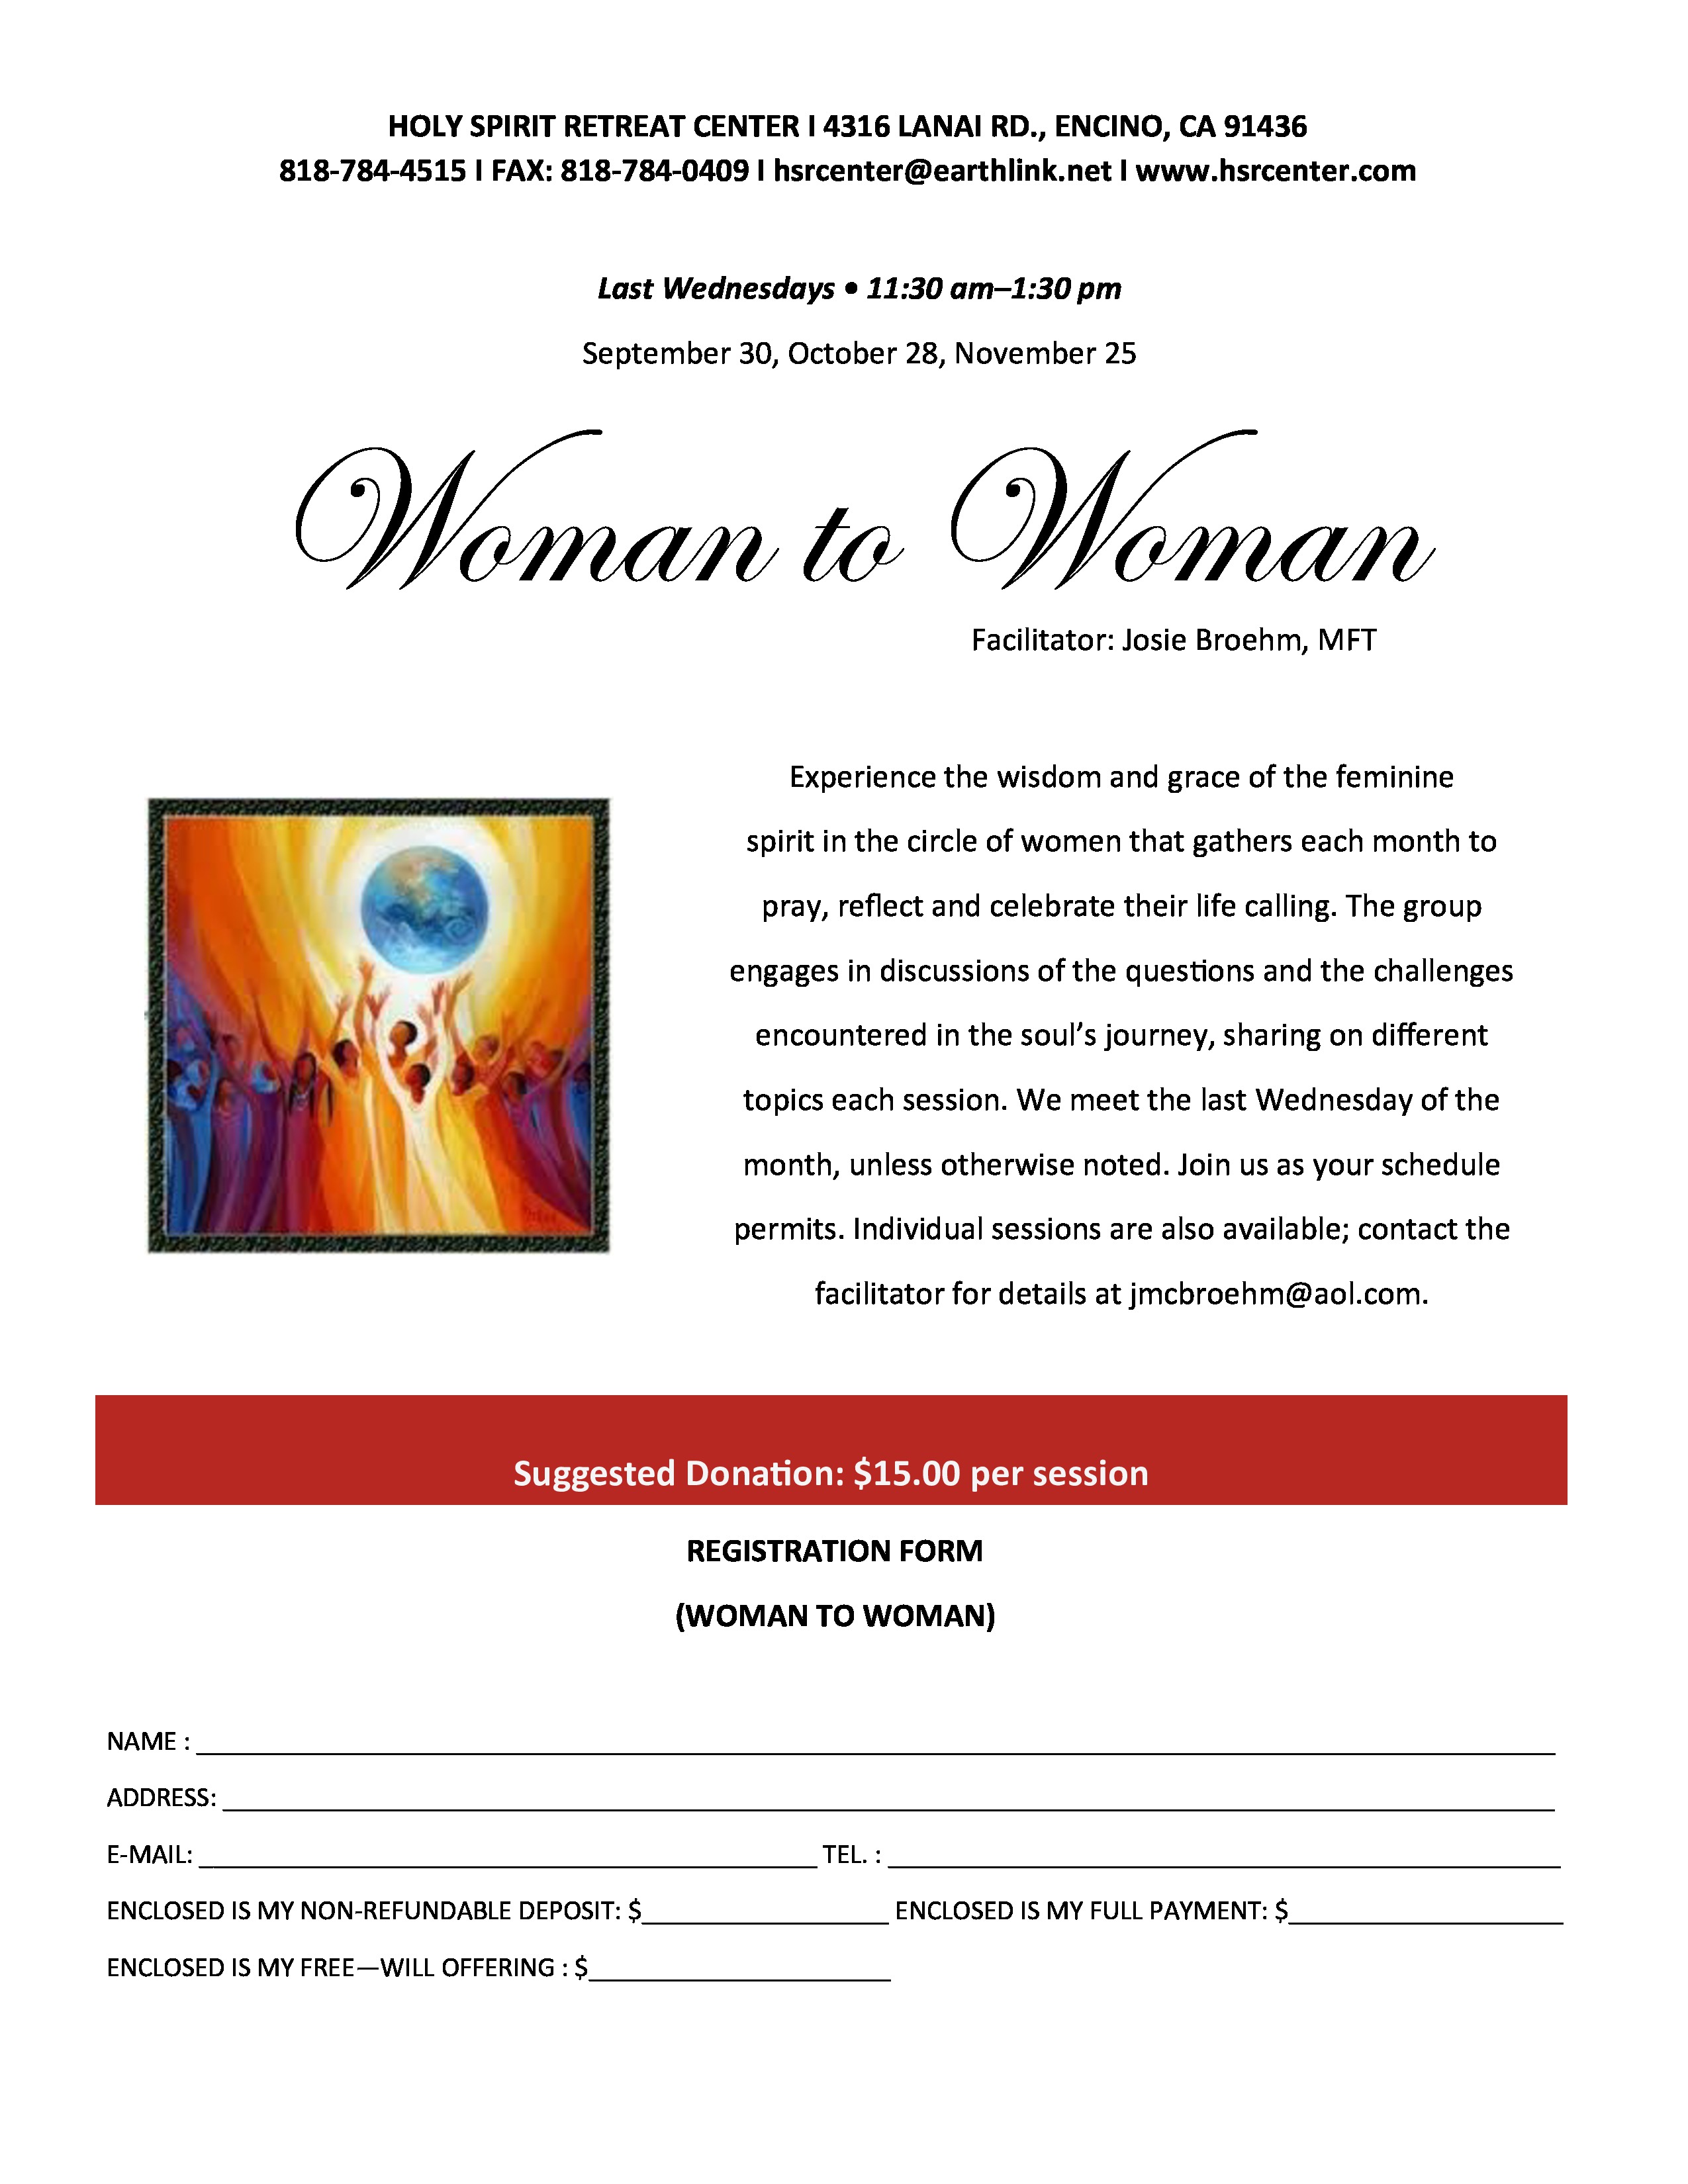 HOLY SPIRIT RETREAT CENTER I 4316 LANAI RD., ENCINO, CA 91436
818-784-4515 I FAX: 818-784-0409 I hsrcenter@earthlink.net I www.hsrcenter.com
Last Wednesdays • 11:30 am–1:30 pm
September 30, October 28, November 25
Woman to Woman
Facilitator: Josie Broehm, MFT
Experience the wisdom and grace of the feminine
spirit in the circle of women that gathers each month to
pray, reflect and celebrate their life calling. The group
engages in discussions of the questions and the challenges
encountered in the soul’s journey, sharing on different
topics each session. We meet the last Wednesday of the
month, unless otherwise noted. Join us as your schedule
permits. Individual sessions are also available; contact the
facilitator for details at jmcbroehm@aol.com.
Suggested Donation: $15.00 per session
REGISTRATION FORM
(WOMAN TO WOMAN)
NAME :
ADDRESS:
E-MAIL: TEL. :
ENCLOSED IS MY NON-REFUNDABLE DEPOSIT: $ ENCLOSED IS MY FULL PAYMENT: $
ENCLOSED IS MY FREE—WILL OFFERING : $